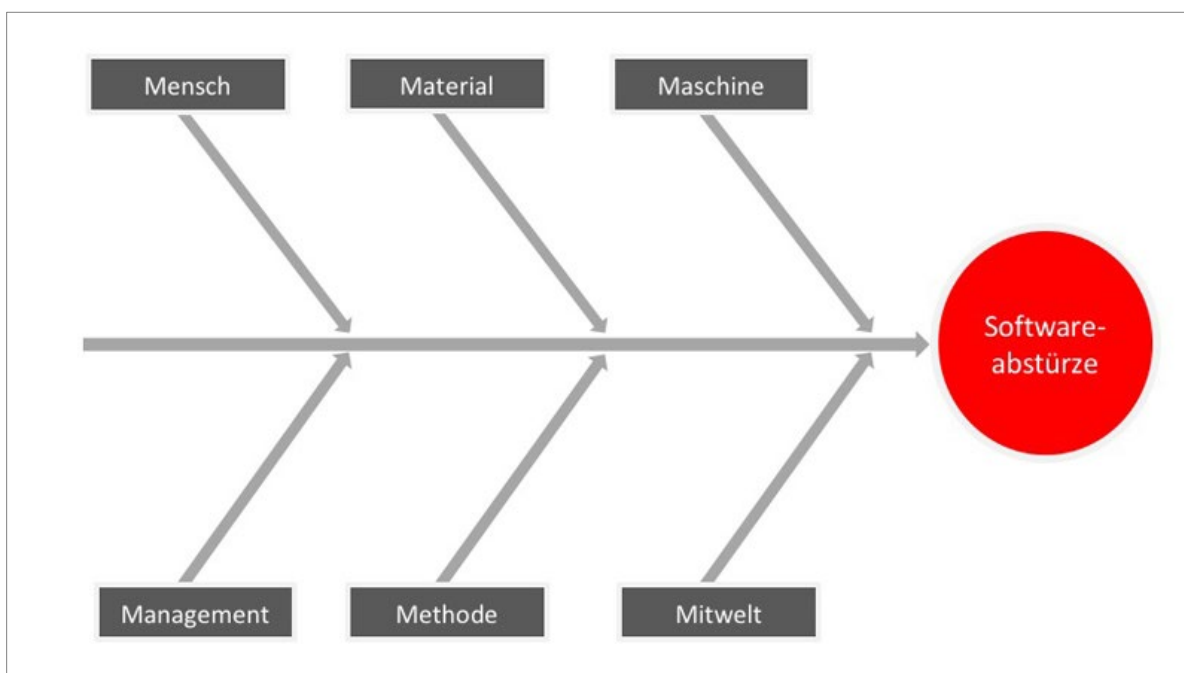 Mensch
Material
Maschine
Software-
abstürze
Management
Methode
Mitwelt